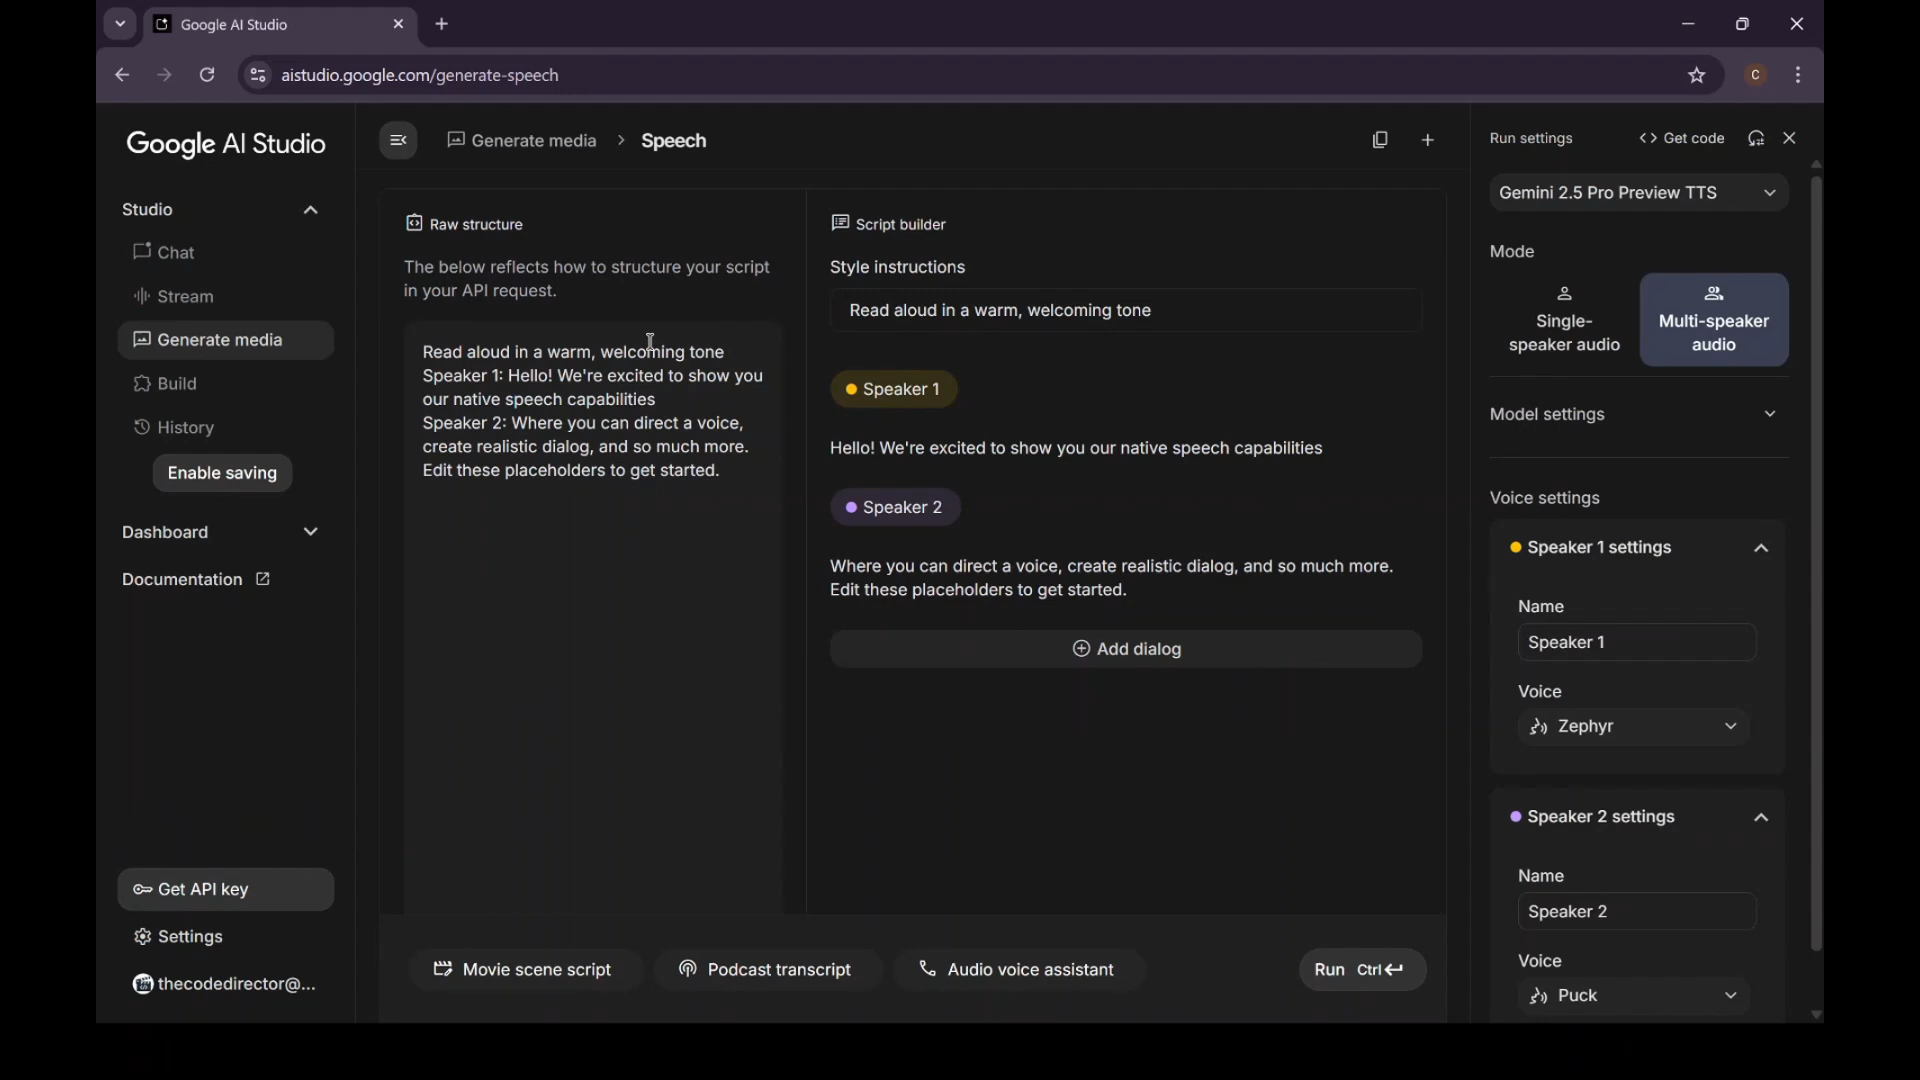 Google AI Studio
aistudio.google.com/generate-speech
C
Google AI Studio
Studio
Chat
Stream
Generate media
Build
History
Enable saving
Dashboard
Documentation
Get API key
Settings
thecodedirector@...
Generate media > Speech
Raw structure
The below reflects how to structure your script
in your API request.
Read aloud in a warm, welcoming tone
Speaker 1: Hello! We're excited to show you
our native speech capabilities
Speaker 2: Where you can direct a voice,
create realistic dialog, and so much more.
Edit these placeholders to get started.
Script builder
Style instructions
Read aloud in a warm, welcoming tone
Speaker 1
Hello! We're excited to show you our native speech capabilities
Speaker 2
Where you can direct a voice, create realistic dialog, and so much more.
Edit these placeholders to get started.
Add dialog
Movie scene script
Podcast transcript
Audio voice assistant
Run Ctrl
Run settings
<> Get code
Gemini 2.5 Pro Preview TTS
Mode
Single-
speaker audio
Multi-speaker
audio
Model settings
Voice settings
Speaker 1 settings
Name
Speaker 1
Voice
Zephyr
Speaker 2 settings
Name
Speaker 2
Voice
Puck